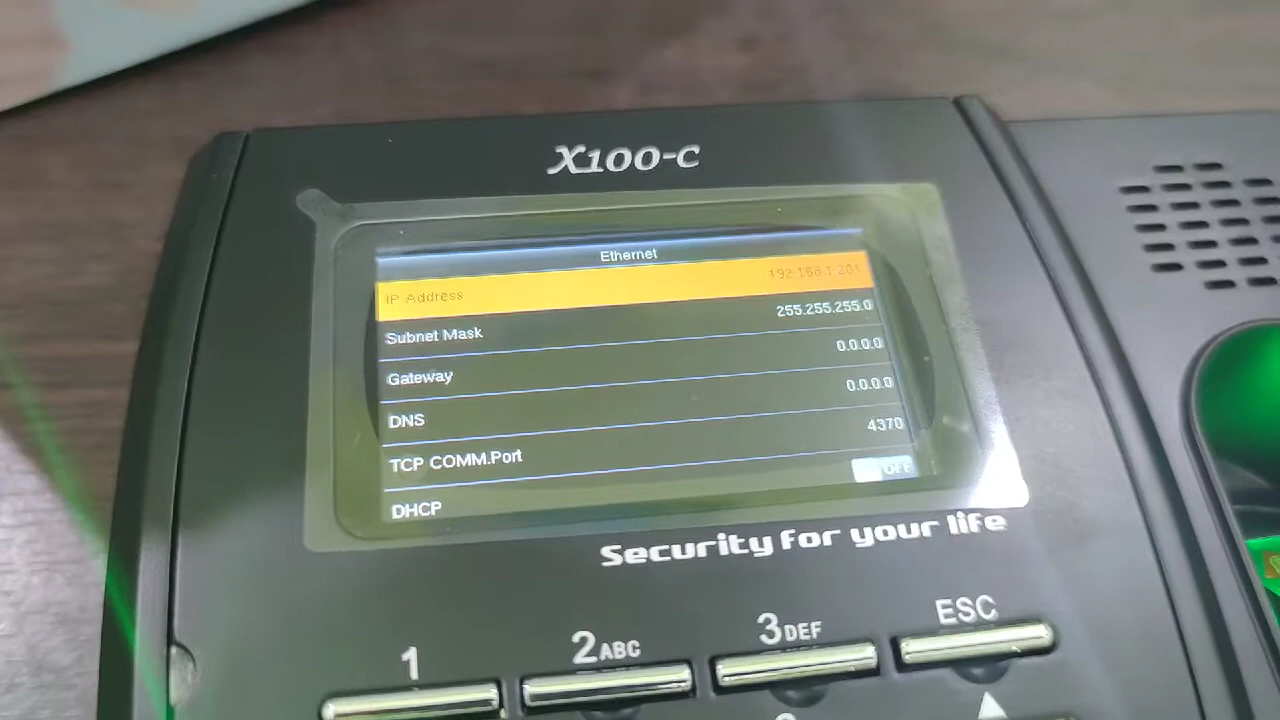 X100-C
Ethernet
IP Address 192.168.1.201
Subnet Mask 255.255.255.0
Gateway 0.0.0.0
DNS 0.0.0.0
TCP COMM.Port 4370
DHCP OFF
Security for your life
1 2ABC 3DEF ESC